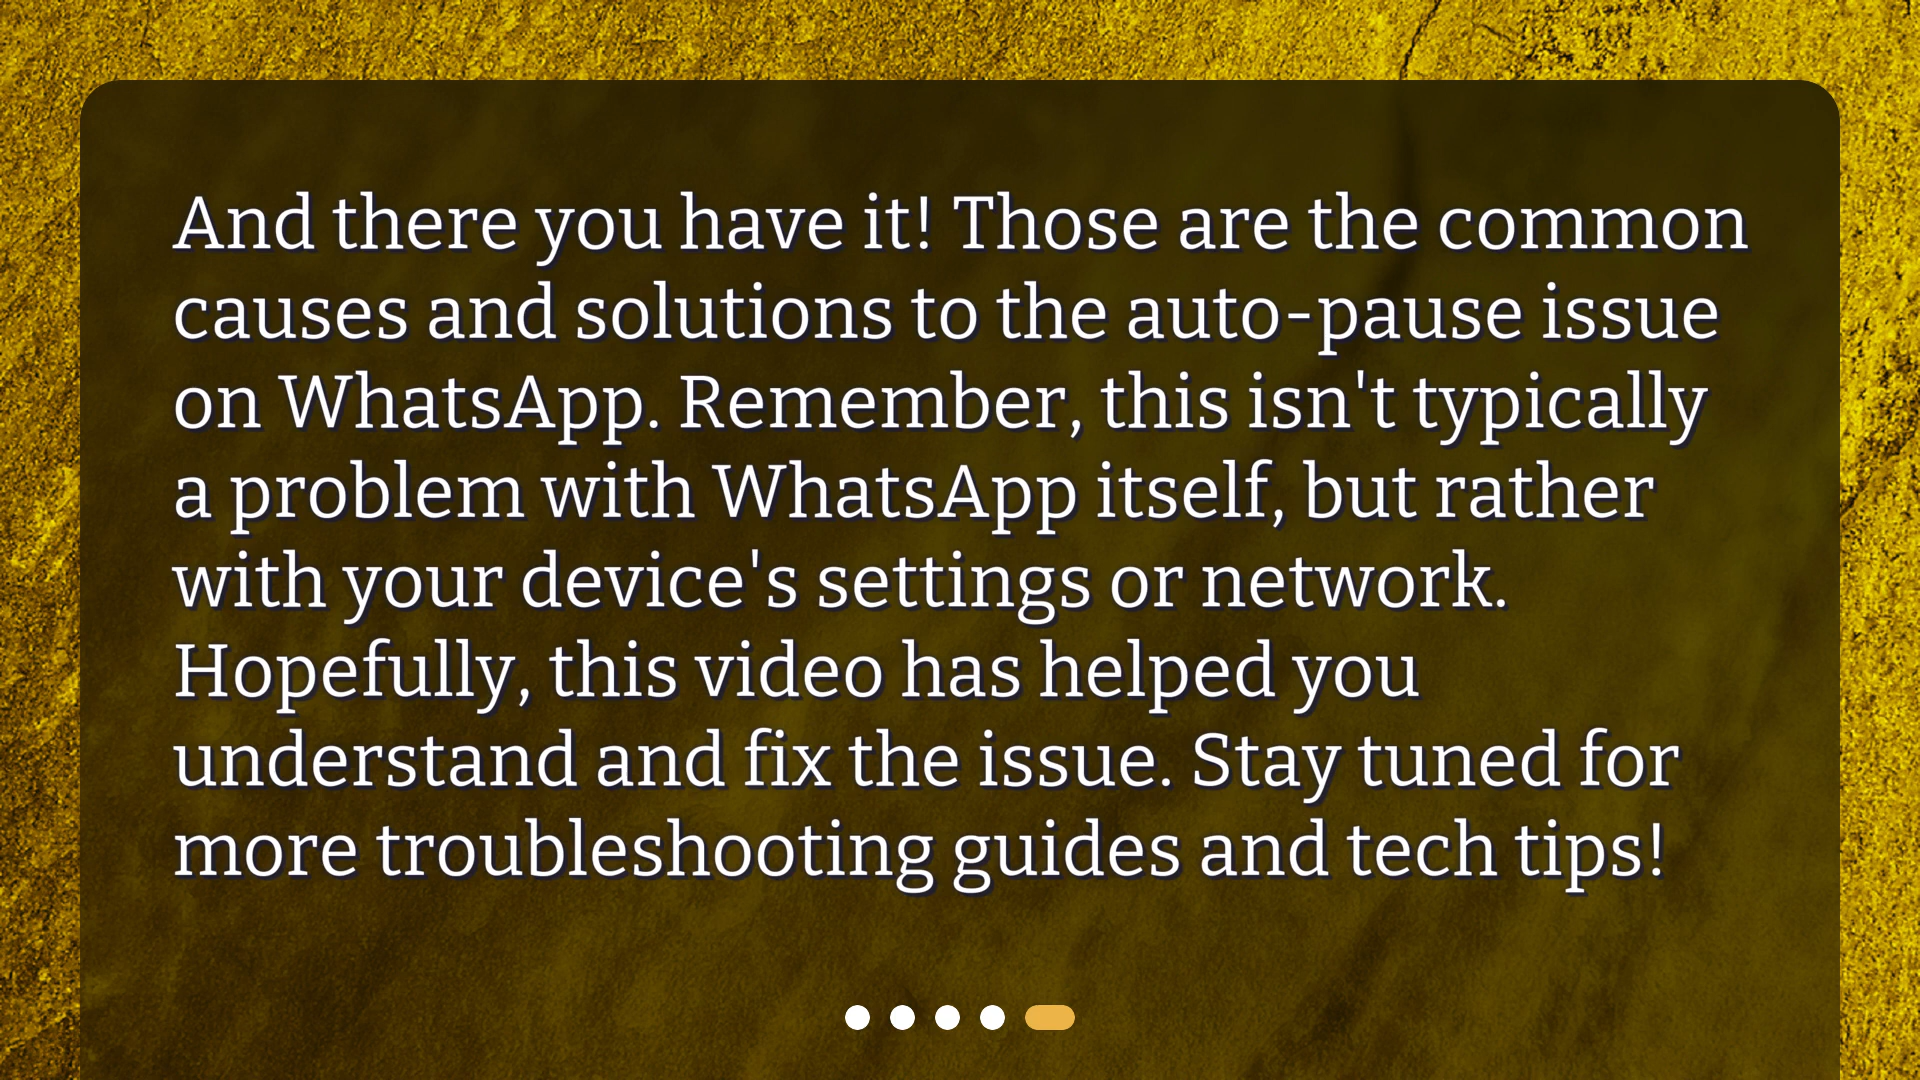 And there you have it! Those are the common
causes and solutions to the auto-pause issue
on WhatsApp. Remember, this isn't typically
a problem with WhatsApp itself, but rather
with your device's settings or network.
Hopefully, this video has helped you
understand and fix the issue. Stay tuned for
more troubleshooting guides and tech tips!